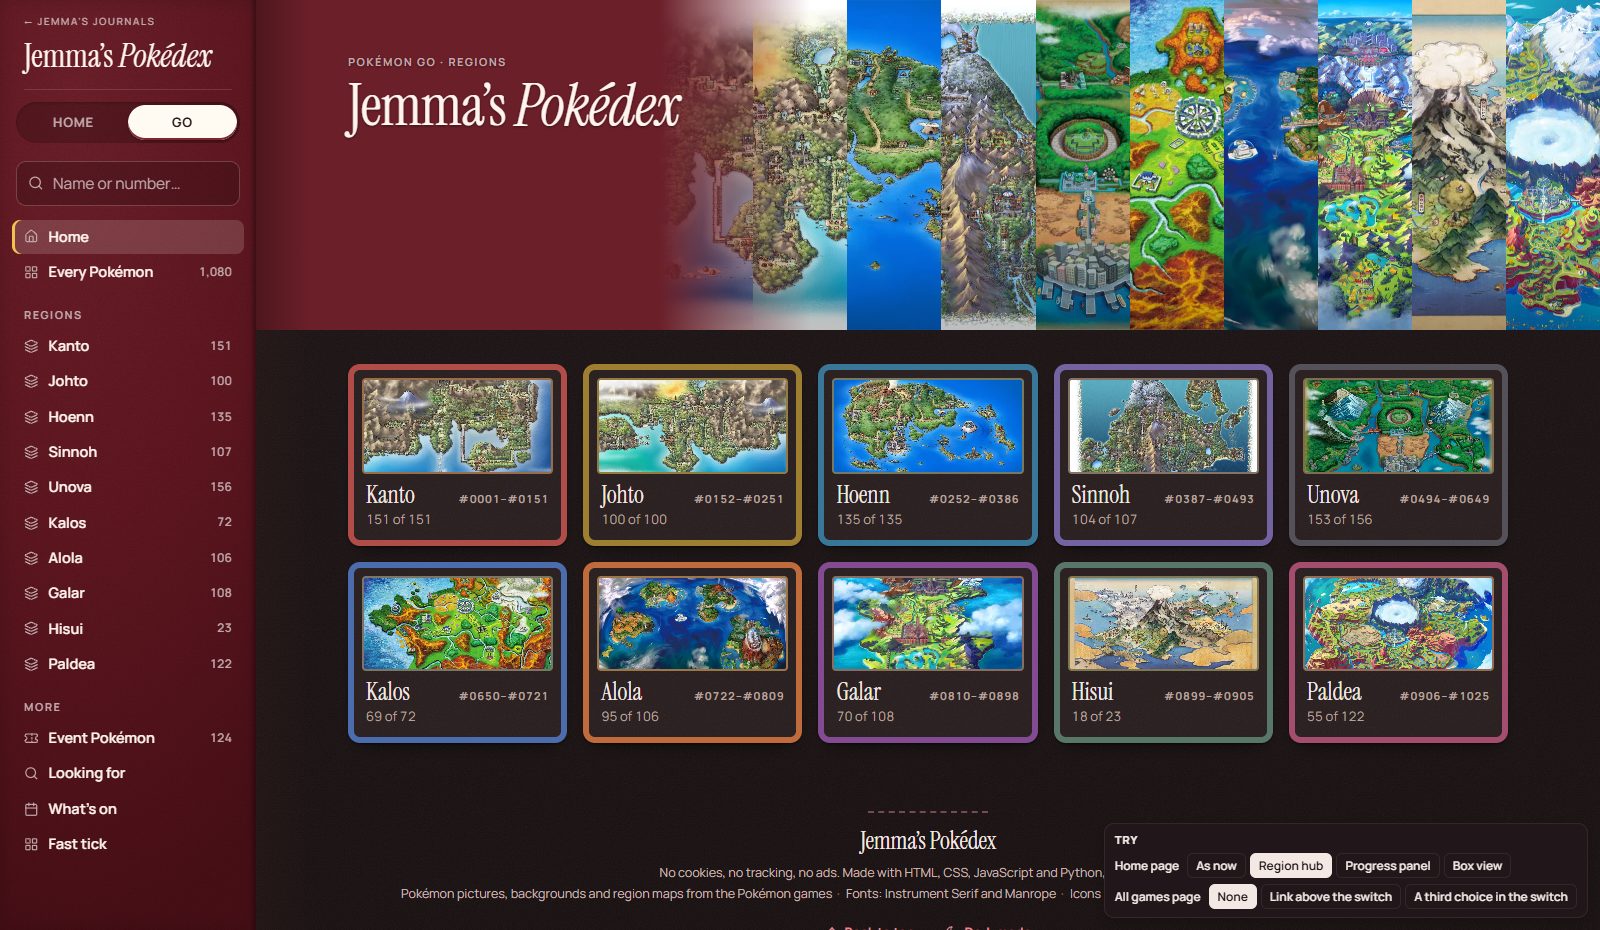 ← JEMMA'S JOURNALS
Jemma's Pokédex
HOME GO
Name or number...
Home
Every Pokémon 1,080
REGIONS
Kanto 151
Johto 100
Hoenn 135
Sinnoh 107
Unova 156
Kalos 72
Alola 106
Galar 108
Hisui 23
Paldea 122
MORE
Event Pokémon 124
Looking for
What's on
Fast tick
POKÉMON GO · REGIONS
Jemma's Pokédex
Kanto #0001–#0151
151 of 151
Johto #0152–#0251
100 of 100
Hoenn #0252–#0386
135 of 135
Sinnoh #0387–#0493
104 of 107
Unova #0494–#0649
153 of 156
Kalos #0650–#0721
69 of 72
Alola #0722–#0809
95 of 106
Galar #0810–#0898
70 of 108
Hisui #0899–#0905
18 of 23
Paldea #0906–#1025
55 of 122
Jemma's Pokédex
No cookies, no tracking, no ads. Made with HTML, CSS, JavaScript and Python,
Pokémon pictures, backgrounds and region maps from the Pokémon games · Fonts: Instrument Serif and Manrope · Icons
TRY
Home page As now Region hub Progress panel Box view
All games page None Link above the switch A third choice in the switch